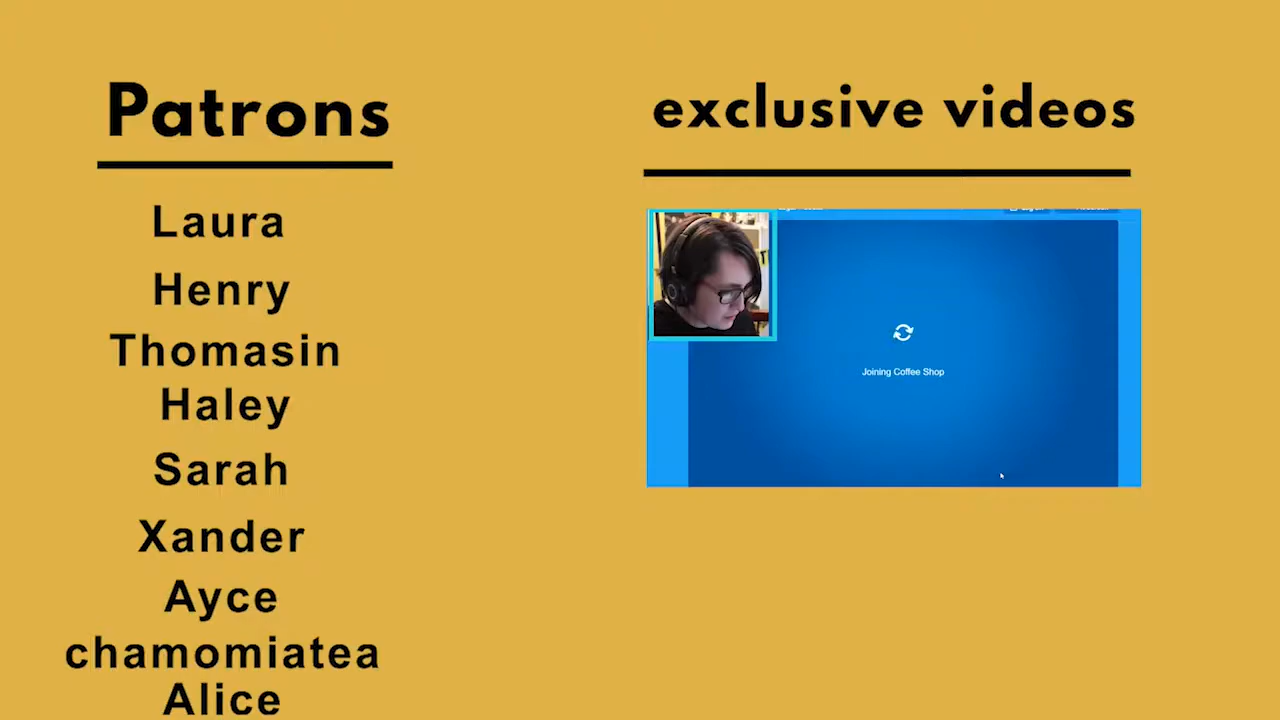 Patrons
Laura
Henry
Thomasin
Haley
Sarah
Xander
Ayce
chamomiatea
Alice
exclusive videos
Joining Coffee Shop